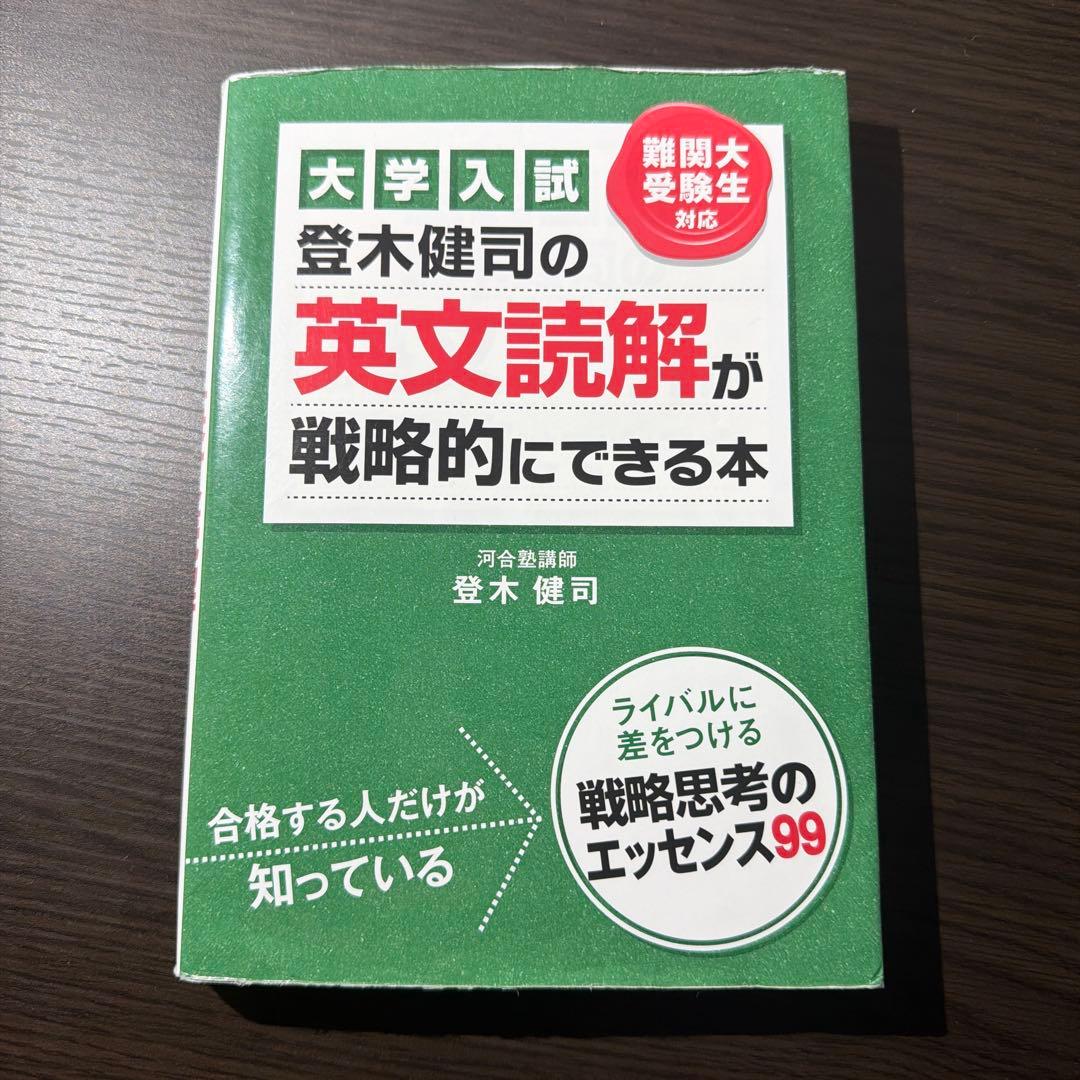 大学入試
難関大
受験生
対応
登木健司の
英文読解が
戦略的にできる本
河合塾講師
登木 健司
ライバルに
差をつける
戦略思考の
エッセンス99
合格する人だけが
知っている